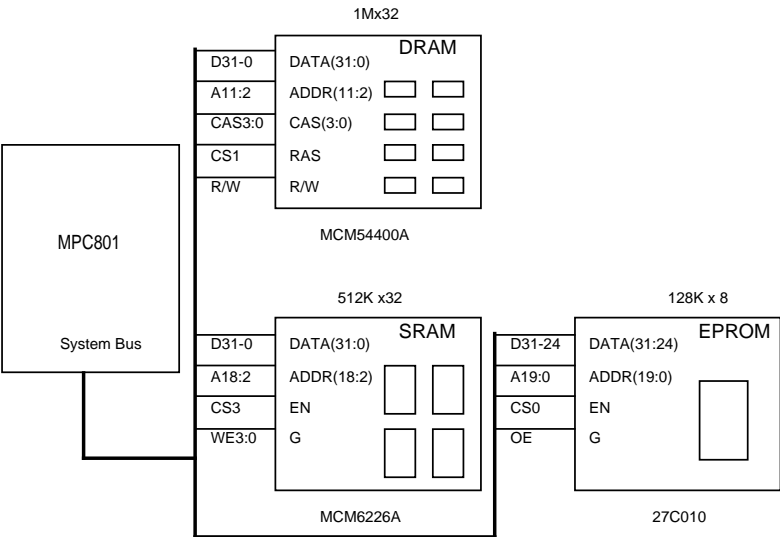 1Mx32
DRAM
D31-0 DATA(31:0)
A11:2 ADDR(11:2)
CAS3:0 CAS(3:0)
CS1 RAS
R/W R/W
MCM54400A
MPC801
System Bus
512K x32
SRAM
D31-0 DATA(31:0)
A18:2 ADDR(18:2)
CS3 EN
WE3:0 G
MCM6226A
128K x 8
EPROM
D31-24 DATA(31:24)
A19:0 ADDR(19:0)
CS0 EN
OE G
27C010